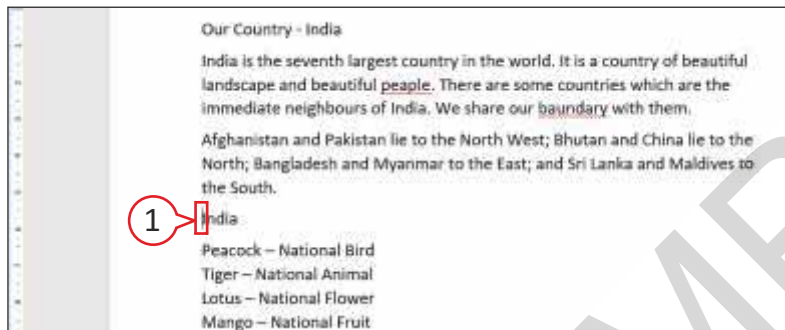 Our Country - India
India is the seventh largest country in the world. It is a country of beautiful
landscape and beautiful peaple. There are some countries which are the
immediate neighbours of India. We share our baundary with them.
Afghanistan and Pakistan lie to the North West; Bhutan and China lie to the
North; Bangladesh and Myanmar to the East; and Sri Lanka and Maldives to
the South.
1 India
Peacock – National Bird
Tiger – National Animal
Lotus – National Flower
Mango – National Fruit